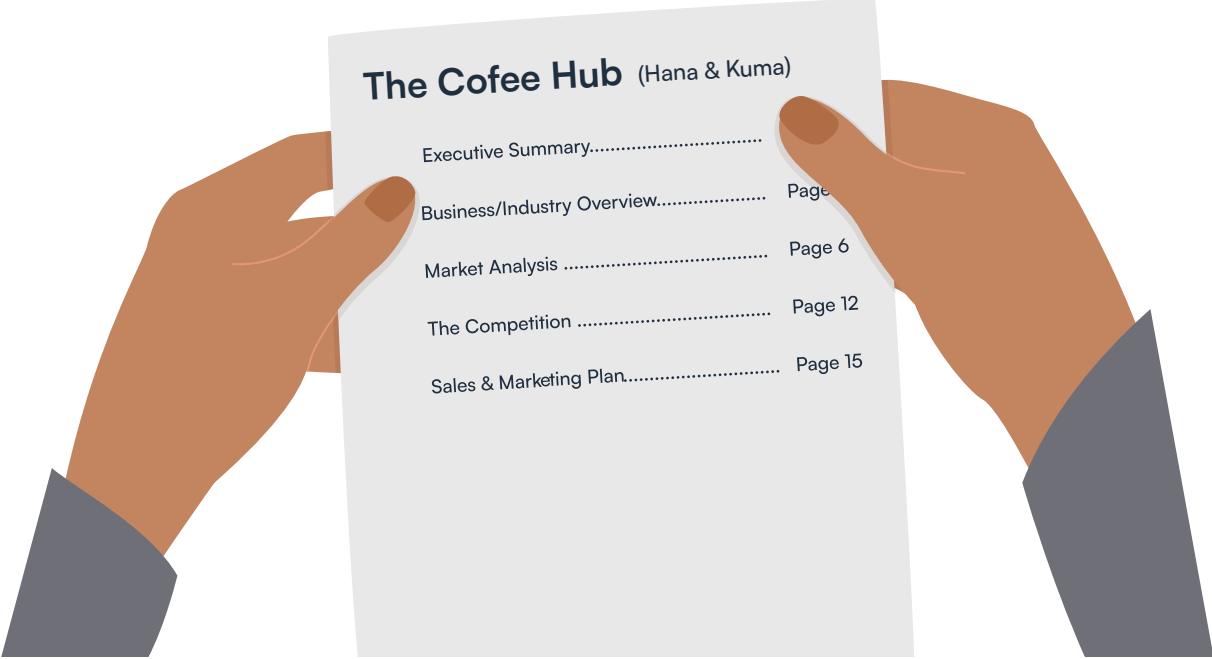 The Cofee Hub (Hana & Kuma)
Executive Summary..............................
Business/Industry Overview................... Page
Market Analysis ................................... Page 6
The Competition ................................. Page 12
Sales & Marketing Plan........................... Page 15